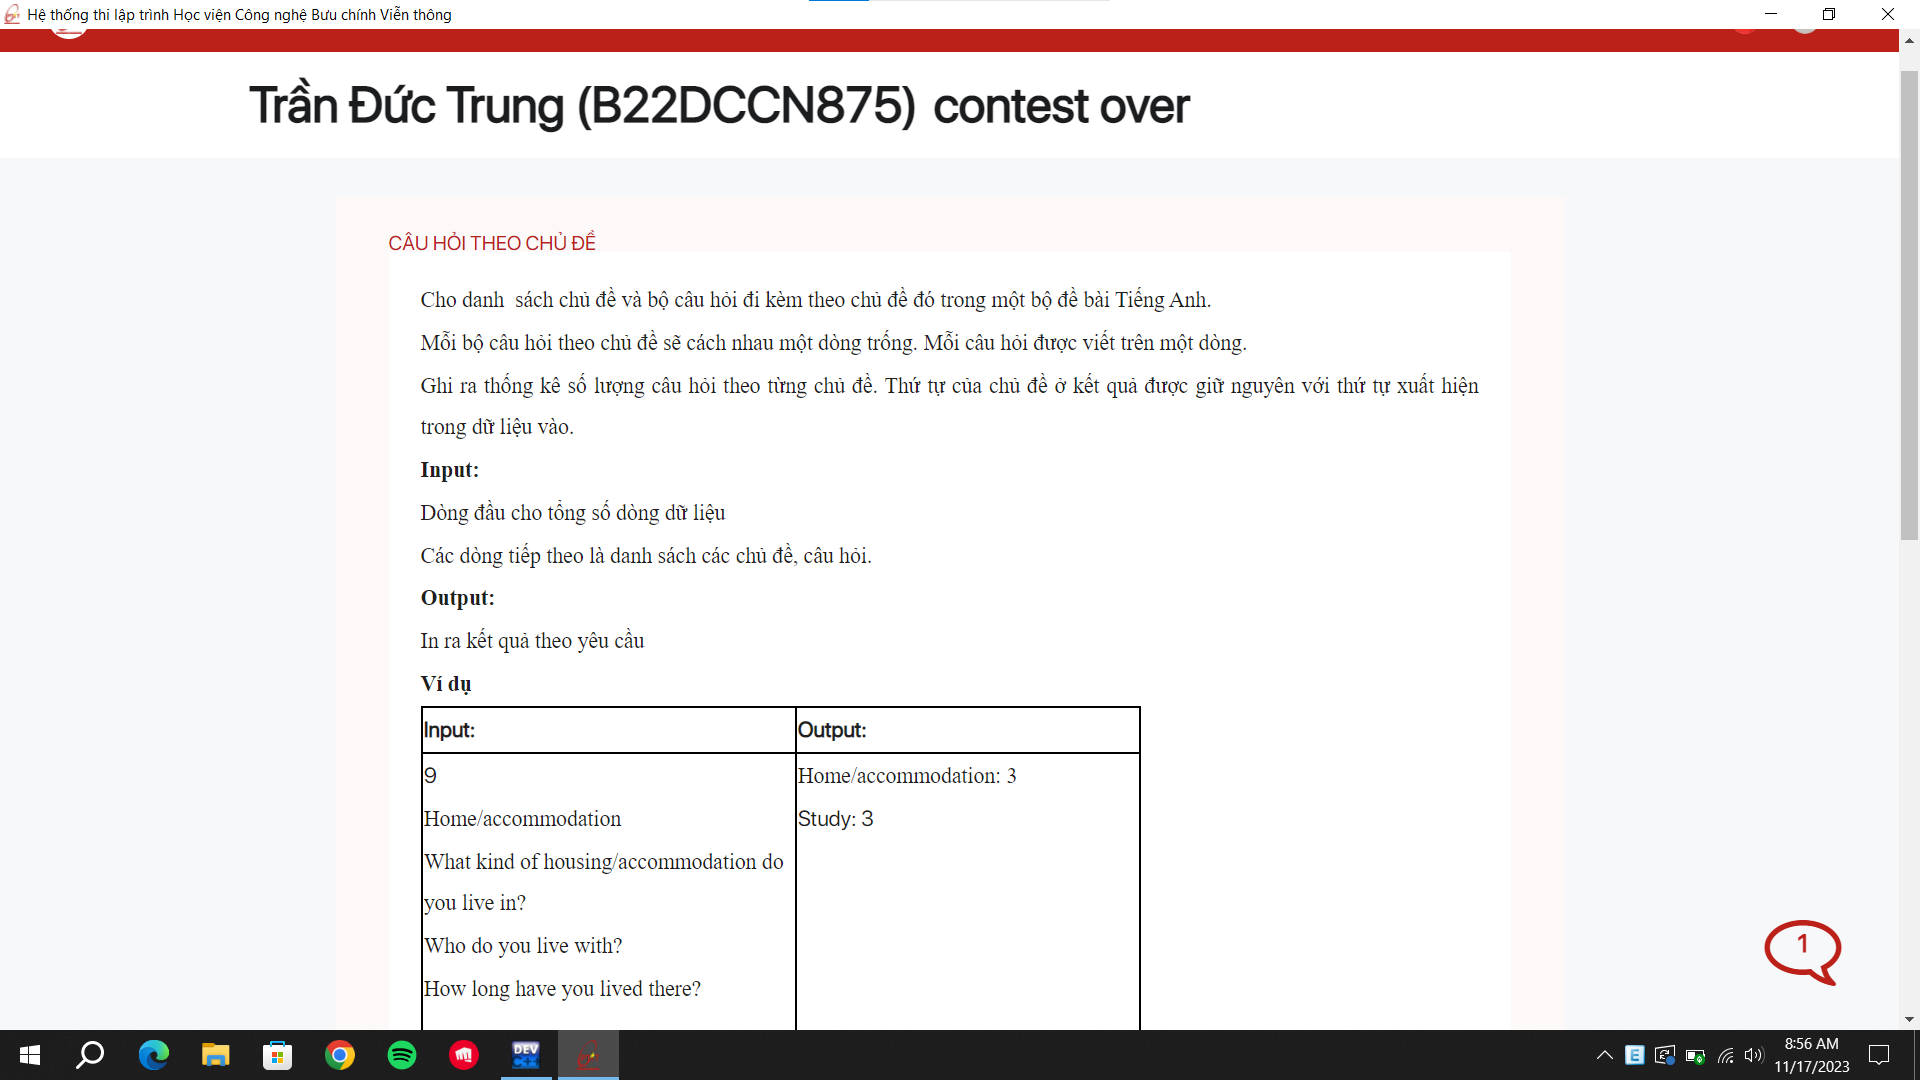 Hệ thống thi lập trình Học viện Công nghệ Bưu chính Viễn thông
Trần Đức Trung (B22DCCN875) contest over
CÂU HỎI THEO CHỦ ĐỀ
Cho danh sách chủ đề và bộ câu hỏi đi kèm theo chủ đề đó trong một bộ đề bài Tiếng Anh.
Mỗi bộ câu hỏi theo chủ đề sẽ cách nhau một dòng trống. Mỗi câu hỏi được viết trên một dòng.
Ghi ra thống kê số lượng câu hỏi theo từng chủ đề. Thứ tự của chủ đề ở kết quả được giữ nguyên với thứ tự xuất hiện
trong dữ liệu vào.
Input:
Dòng đầu cho tổng số dòng dữ liệu
Các dòng tiếp theo là danh sách các chủ đề, câu hỏi.
Output:
In ra kết quả theo yêu cầu
Ví dụ
Input:
Output:
9
Home/accommodation
What kind of housing/accommodation do
you live in?
Who do you live with?
How long have you lived there?
Home/accommodation: 3
Study: 3
1
DEV
C++
E
8:56 AM
11/17/2023